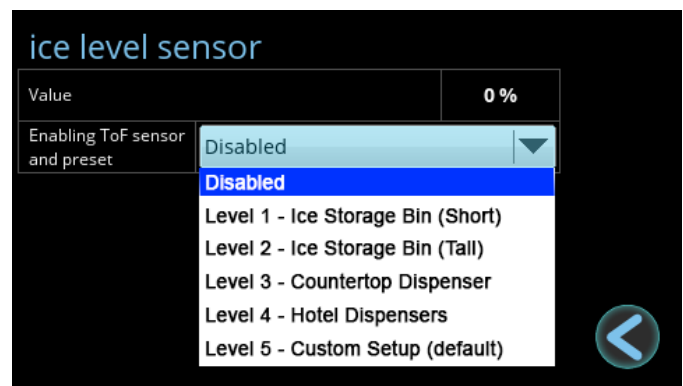 ice level sensor
Value
0 %
Enabling ToF sensor
and preset
Disabled
Disabled
Level 1 - Ice Storage Bin (Short)
Level 2 - Ice Storage Bin (Tall)
Level 3 - Countertop Dispenser
Level 4 - Hotel Dispensers
Level 5 - Custom Setup (default)